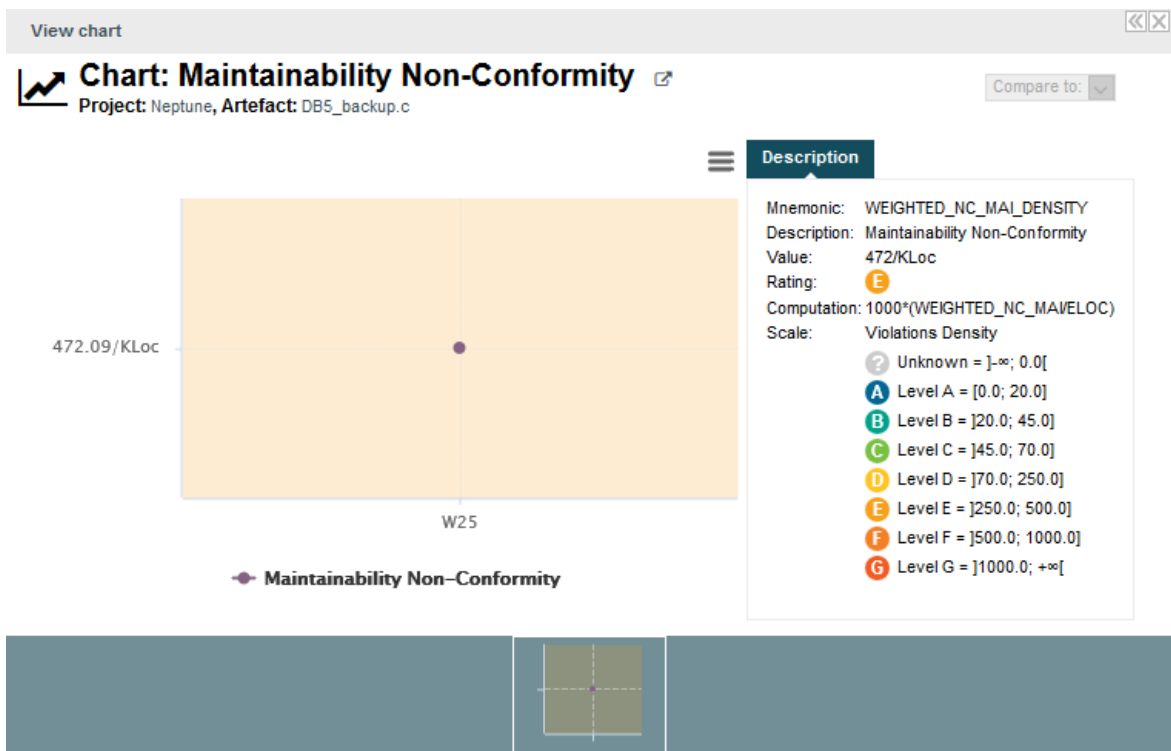 View chart
Chart: Maintainability Non-Conformity
Project: Neptune, Artefact: DB5_backup.c
Compare to:
472.09/KLoc
W25
Maintainability Non-Conformity
Description
Mnemonic: WEIGHTED_NC_MAI_DENSITY
Description: Maintainability Non-Conformity
Value: 472/KLoc
Rating: E
Computation: 1000*(WEIGHTED_NC_MAI/ELOC)
Scale: Violations Density
? Unknown = ]-∞; 0.0[
A Level A = [0.0; 20.0]
B Level B = ]20.0; 45.0]
C Level C = ]45.0; 70.0]
D Level D = ]70.0; 250.0]
E Level E = ]250.0; 500.0]
F Level F = ]500.0; 1000.0]
G Level G = ]1000.0; +∞[